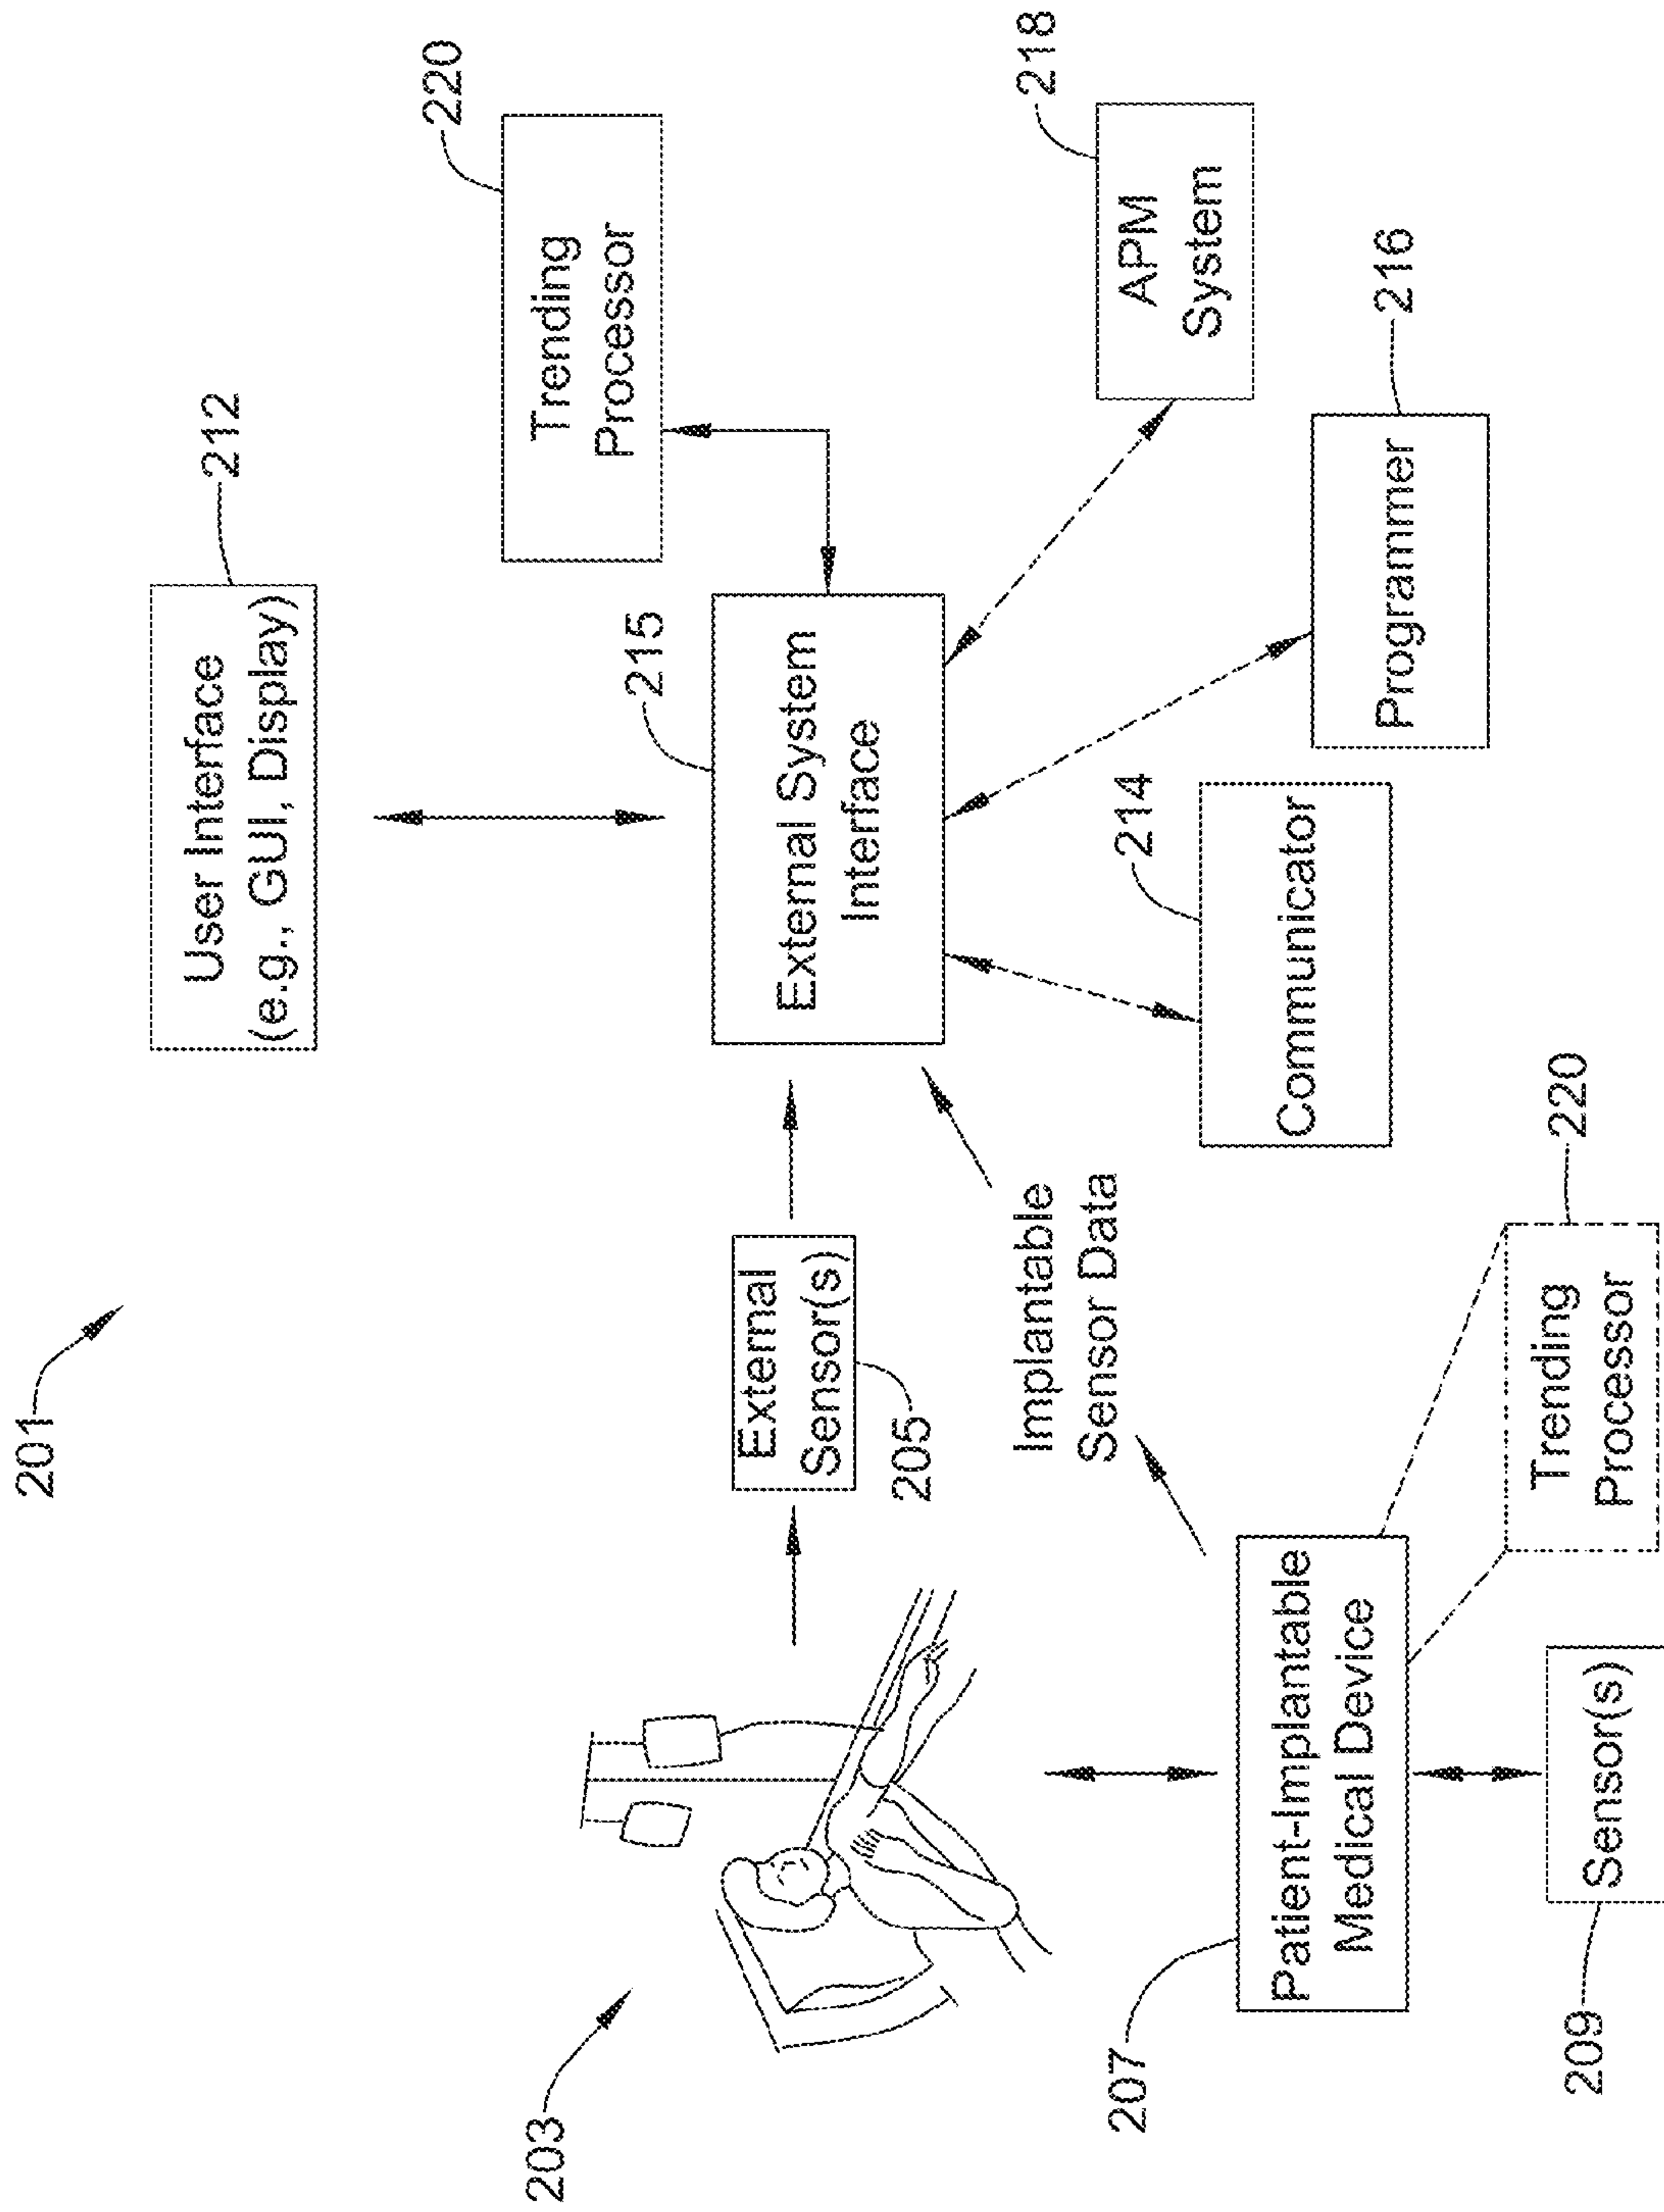 201
203
User Interface
(e.g., GUI, Display)
212
220
Trending
Processor
External
Sensor(s)
205
215
External System
Interface
Implantable
Sensor Data
218
APM
System
207
Patient-Implantable
Medical Device
214
Communicator
216
Programmer
209
Sensor(s)
220
Trending
Processor